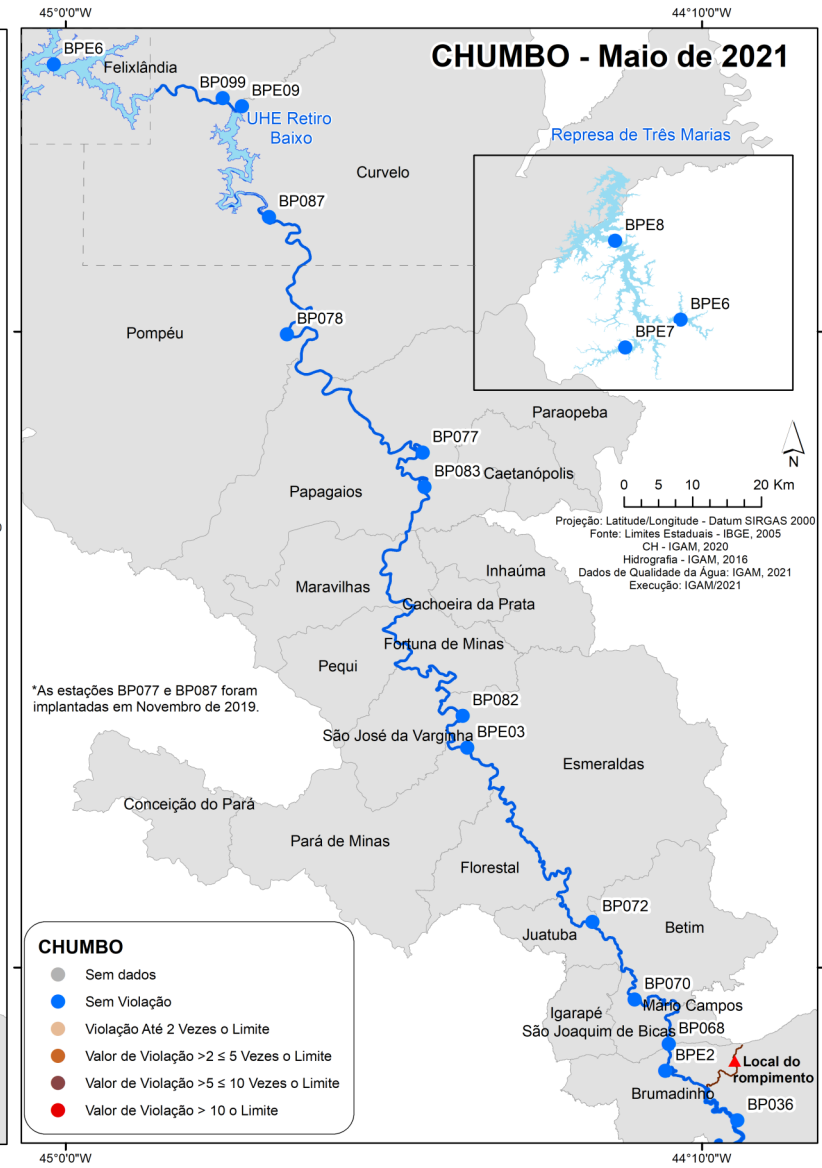 45°0'0"W
44°10'0"W
CHUMBO - Maio de 2021
BPE6
Felixlândia
BP099
BPE09
UHE Retiro
Baixo
Represa de Três Marias
Curvelo
BP087
BPE8
BPE6
BPE7
BP078
Pompéu
Paraopeba
BP077
N
BP083
Caetanópolis
Papagaios
0 5 10 20 Km
Projeção: Latitude/Longitude - Datum SIRGAS 2000
Fonte: Limites Estaduais - IBGE, 2005
CH - IGAM, 2020
Hidrografia - IGAM, 2016
Dados de Qualidade da Água: IGAM, 2021
Execução: IGAM/2021
Inhaúma
Maravilhas
Cachoeira da Prata
Fortuna de Minas
Pequi
*As estações BP077 e BP087 foram
implantadas em Novembro de 2019.
BP082
São José da Varginha
BPE03
Esmeraldas
Conceição do Pará
Pará de Minas
Florestal
BP072
Juatuba
Betim
BP070
Mário Campos
Igarapé
São Joaquim de Bicas
BP068
BPE2
Local do
rompimento
Brumadinho
BP036
CHUMBO
Sem dados
Sem Violação
Violação Até 2 Vezes o Limite
Valor de Violação >2 ≤ 5 Vezes o Limite
Valor de Violação >5 ≤ 10 Vezes o Limite
Valor de Violação > 10 o Limite
45°0'0"W
44°10'0"W